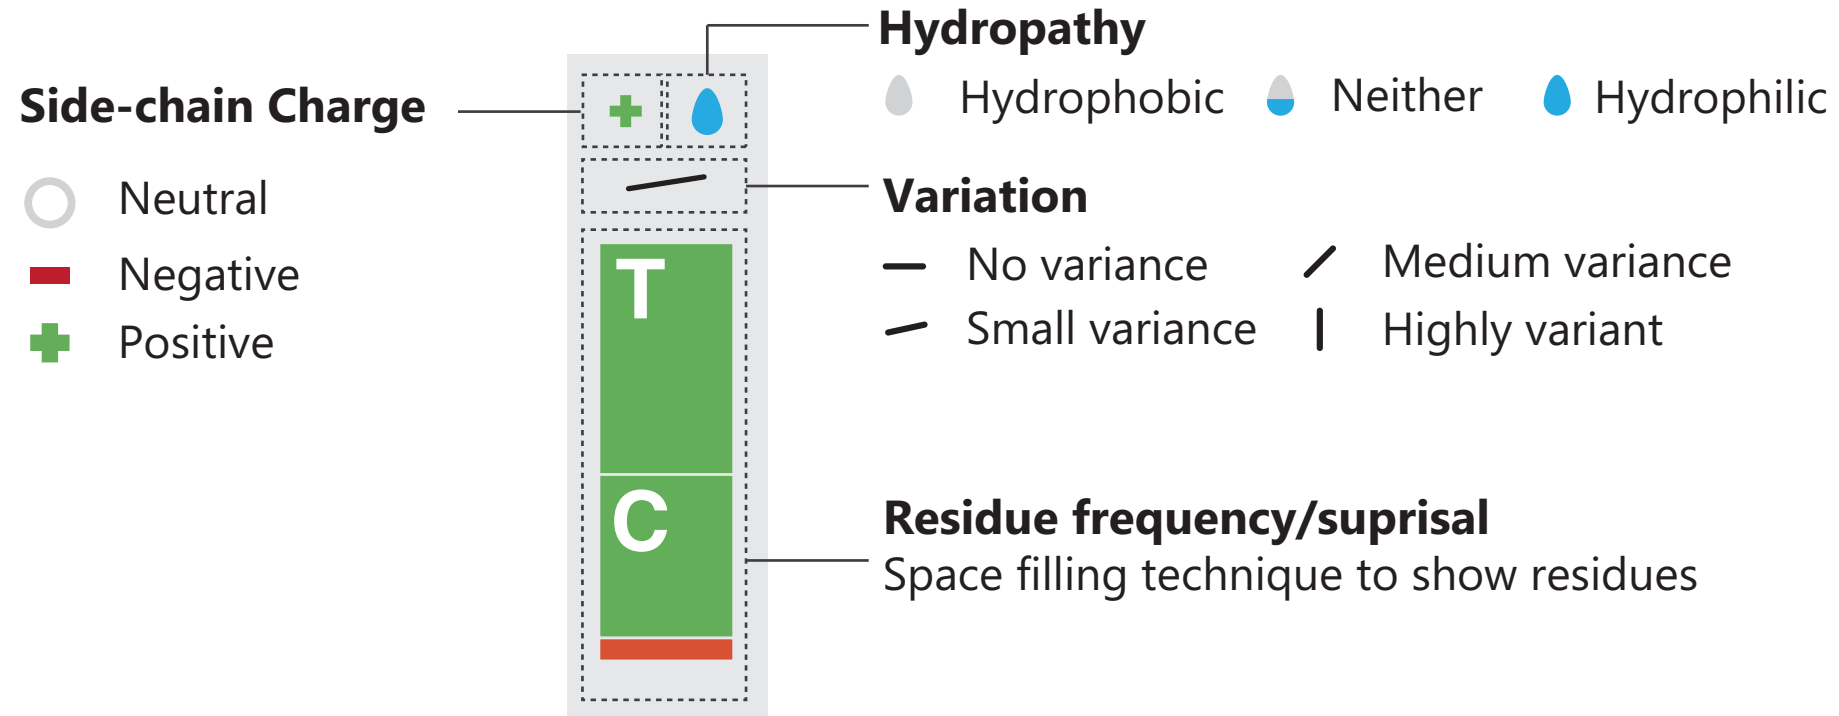 Side-chain Charge
Neutral
Negative
Positive
T
C
Hydropathy
Hydrophobic Neither Hydrophilic
Variation
No variance Medium variance
Small variance Highly variant
Residue frequency/suprisal
Space filling technique to show residues